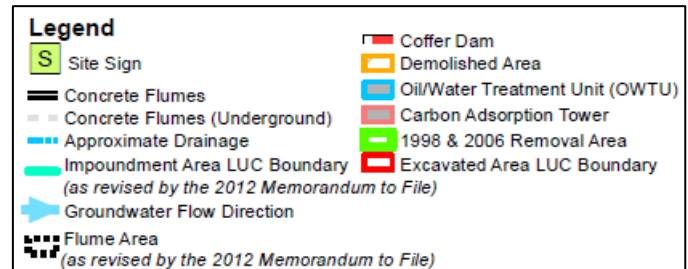 Legend
S Site Sign
Concrete Flumes
Concrete Flumes (Underground)
Approximate Drainage
Impoundment Area LUC Boundary
(as revised by the 2012 Memorandum to File)
Groundwater Flow Direction
Flume Area
(as revised by the 2012 Memorandum to File)
Coffer Dam
Demolished Area
Oil/Water Treatment Unit (OWTU)
Carbon Adsorption Tower
1998 & 2006 Removal Area
Excavated Area LUC Boundary